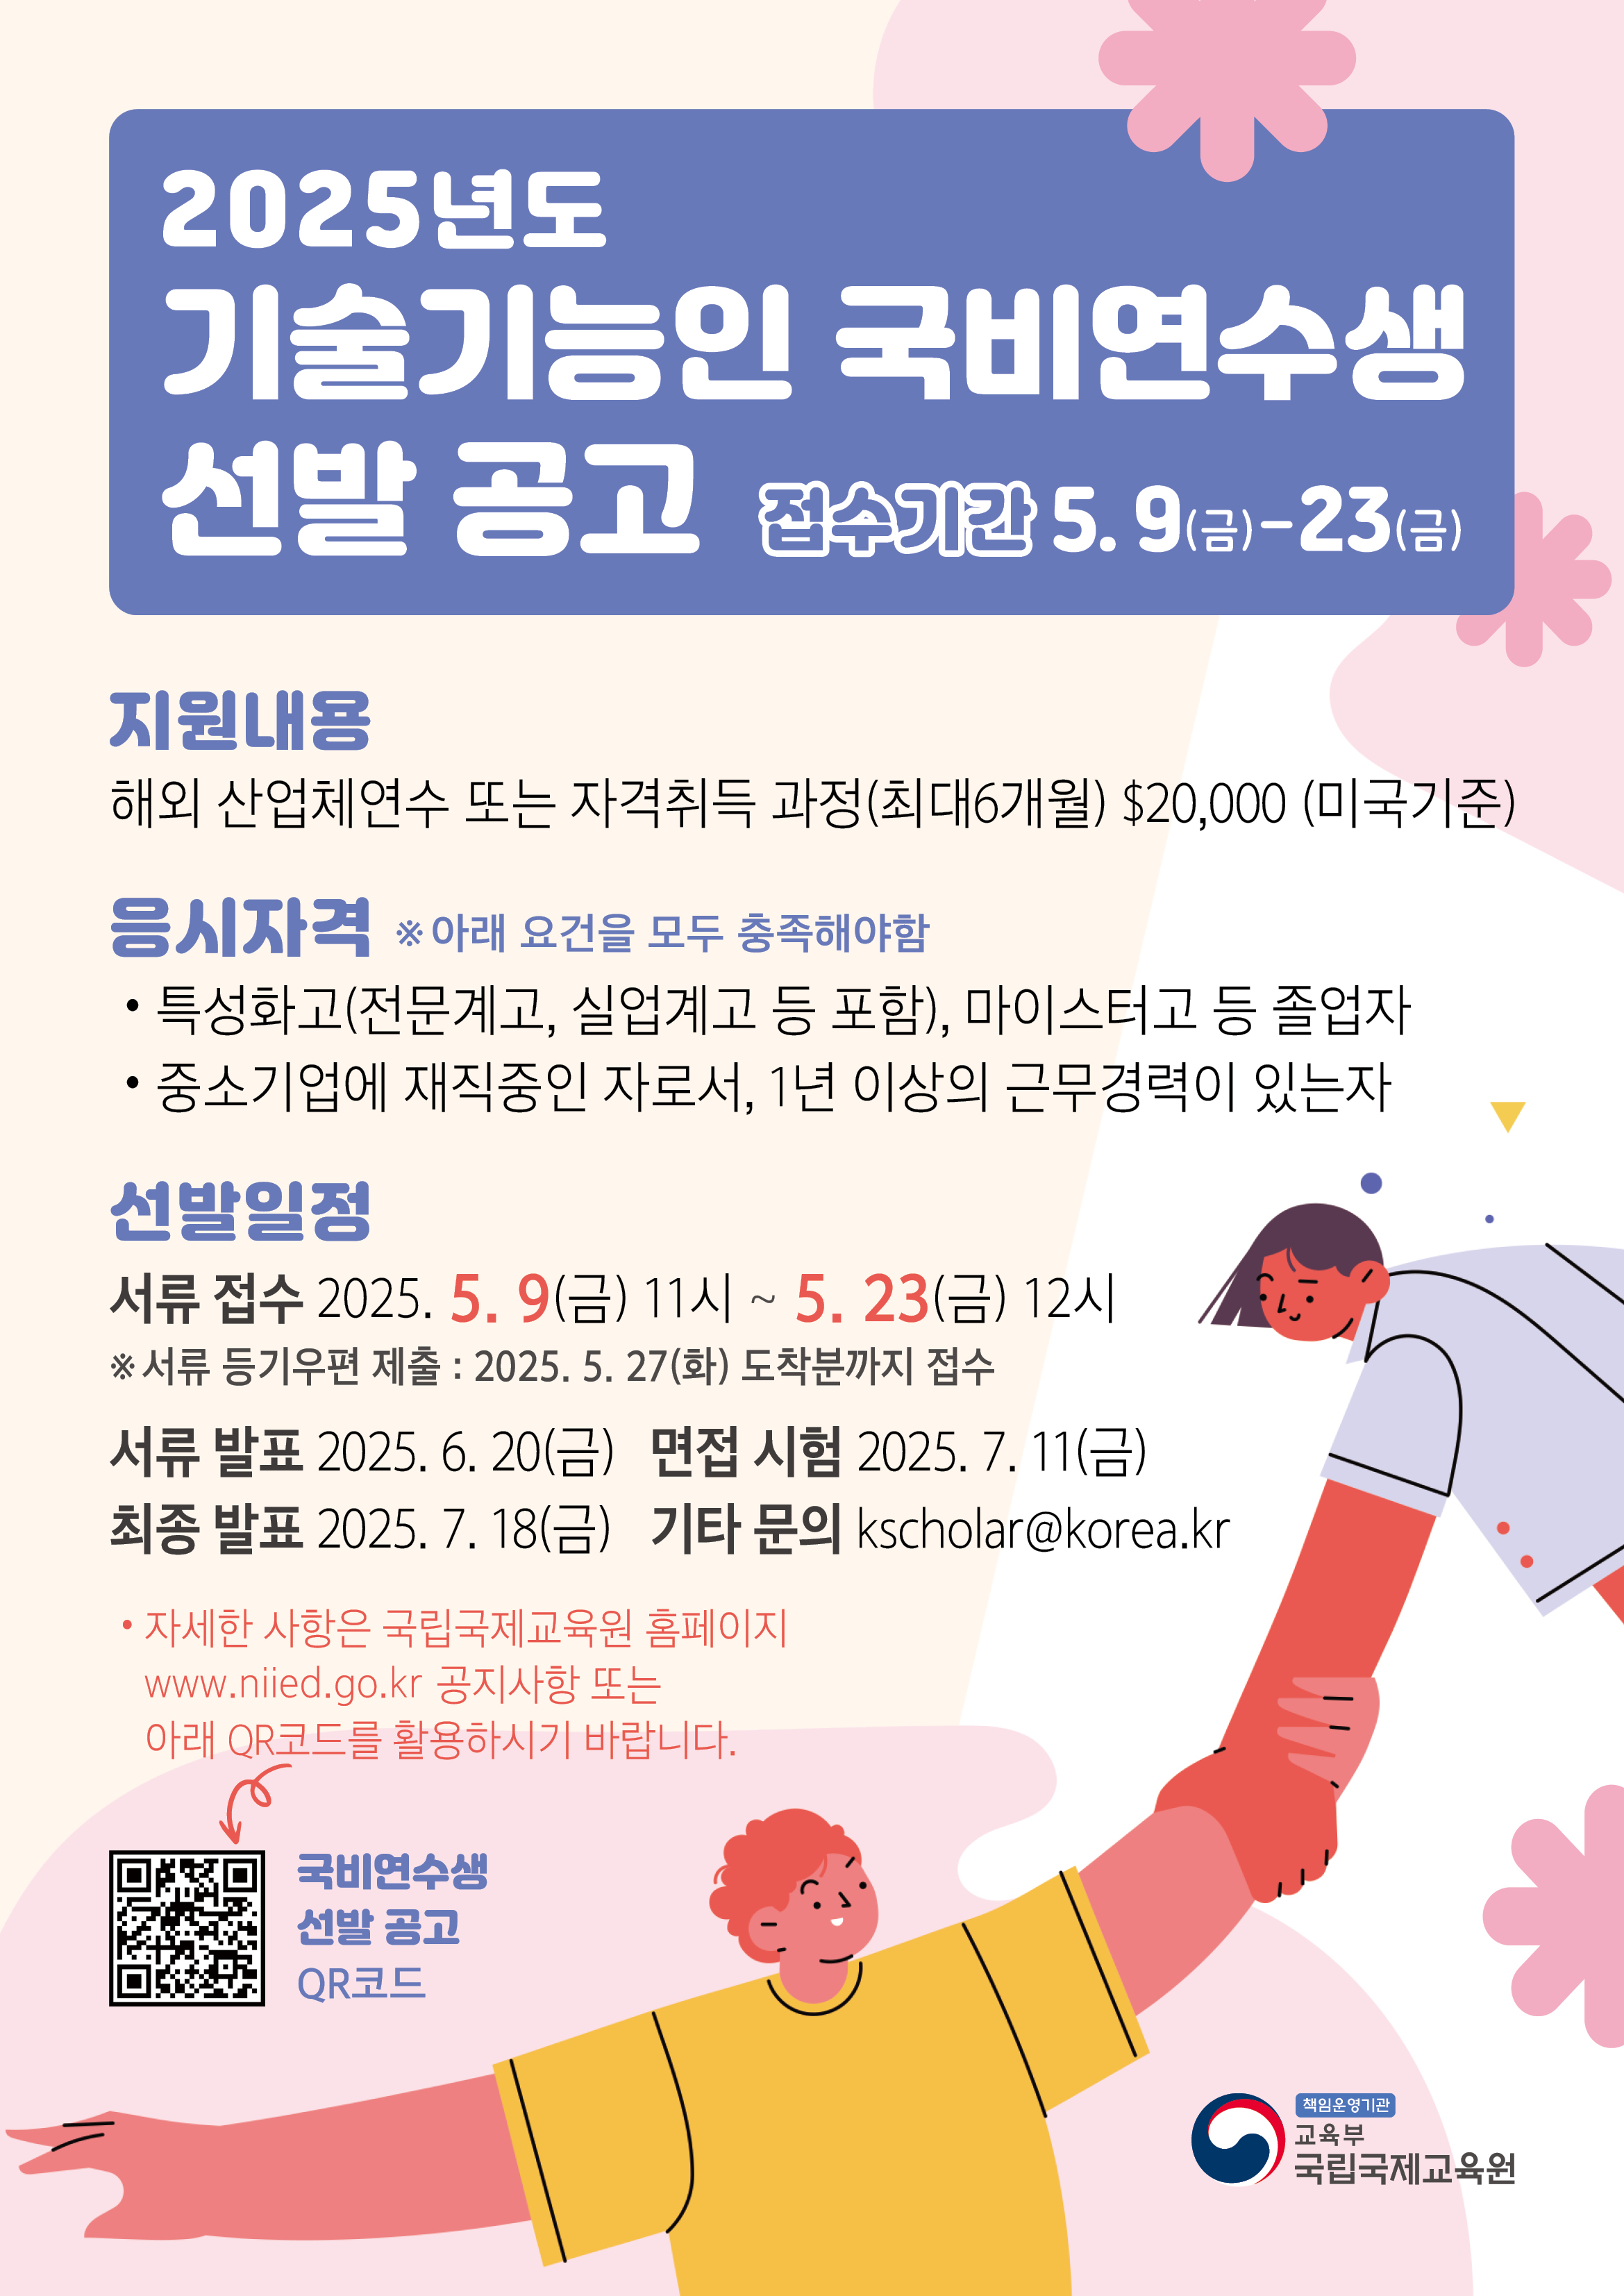 2025년도
기술기능인 국비연수생
선발 공고 접수기간 5. 9(금)-23(금)
지원내용
해외 산업체연수 또는 자격취득 과정(최대6개월) $20,000 (미국기준)
응시자격 ※ 아래 요건을 모두 충족해야함
• 특성화고(전문계고, 실업계고 등 포함), 마이스터고 등 졸업자
• 중소기업에 재직중인 자로서, 1년 이상의 근무경력이 있는자
선발일정
서류 접수 2025. 5. 9(금) 11시 ~ 5. 23(금) 12시
※ 서류 등기우편 제출 : 2025. 5. 27(화) 도착분까지 접수
서류 발표 2025. 6. 20(금) 면접 시험 2025. 7. 11(금)
최종 발표 2025. 7. 18(금) 기타 문의 kscholar@korea.kr
• 자세한 사항은 국립국제교육원 홈페이지
www.niied.go.kr 공지사항 또는
아래 QR코드를 활용하시기 바랍니다.
국비연수생
선발 공고
QR코드
책임운영기관
교육부
국립국제교육원